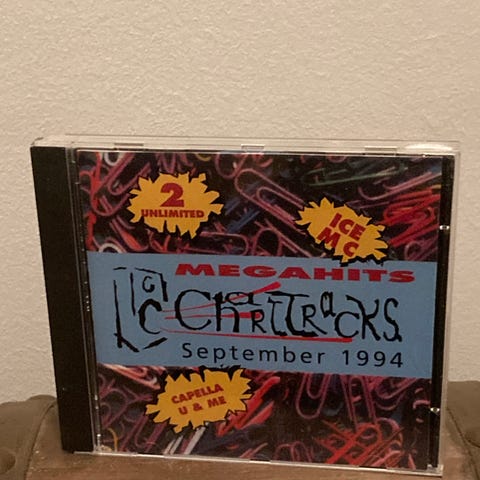 2
UNLIMITED
ICE
MC
MEGAHITS
ChartTracks
September 1994
CAPELLA
U & ME